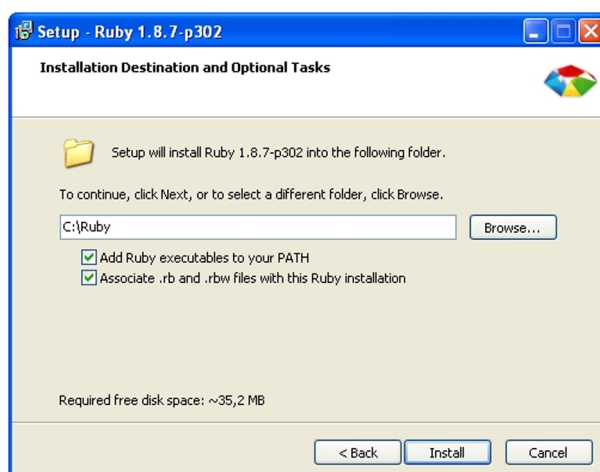 Setup - Ruby 1.8.7-p302
Installation Destination and Optional Tasks
Setup will install Ruby 1.8.7-p302 into the following folder.
To continue, click Next, or to select a different folder, click Browse.
C:\Ruby
Browse...
Add Ruby executables to your PATH
Associate .rb and .rbw files with this Ruby installation
Required free disk space: ~35,2 MB
< Back Install Cancel